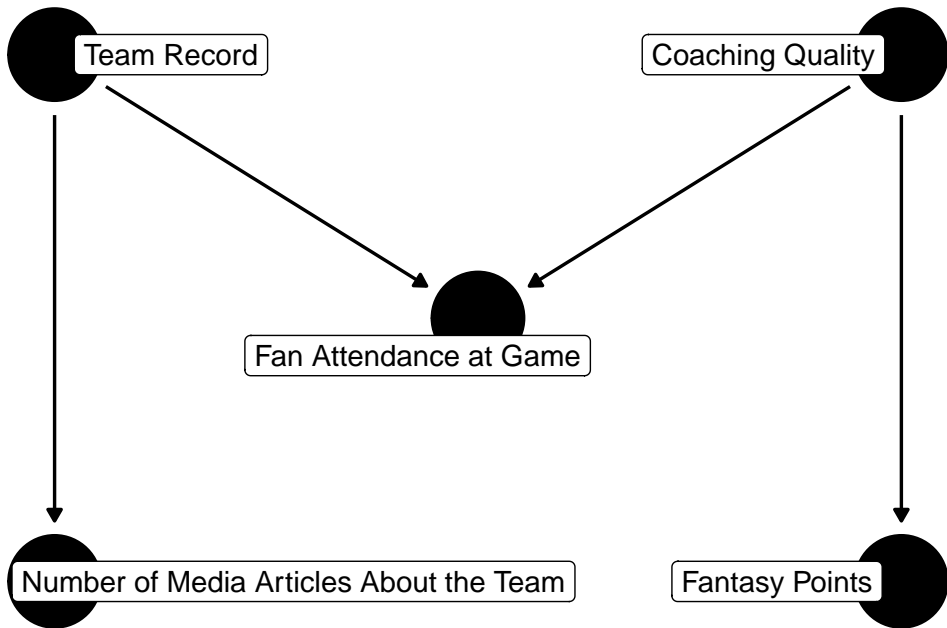 Team Record
Coaching Quality
Fan Attendance at Game
Number of Media Articles About the Team
Fantasy Points